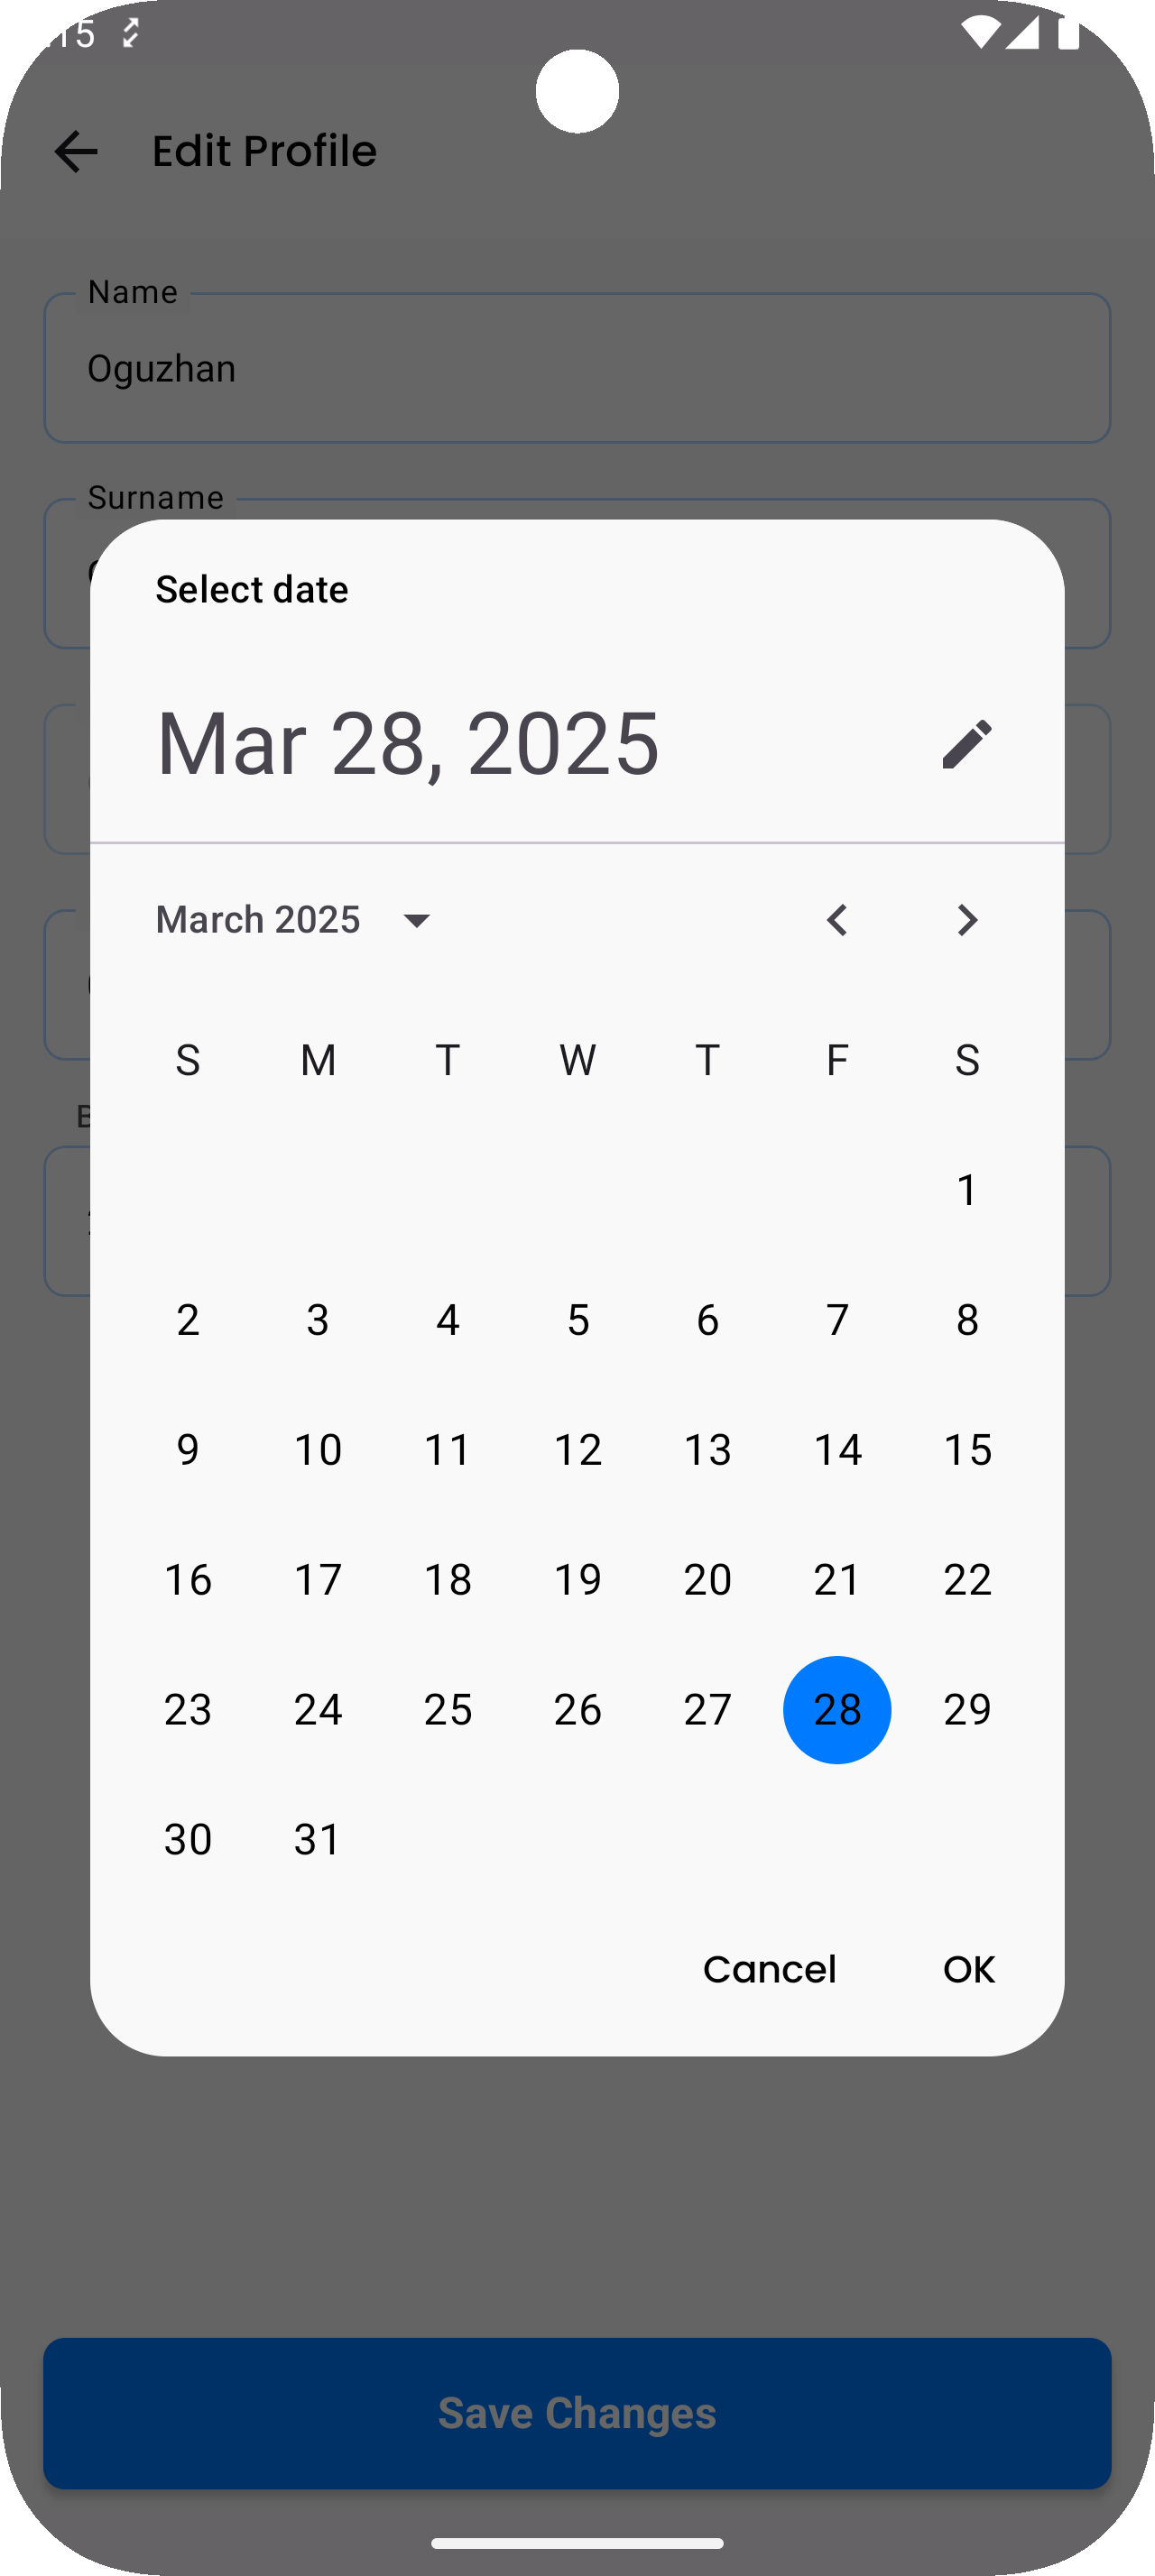 15
Edit Profile
Name
Oguzhan
Surname
Select date
Mar 28, 2025
March 2025
S M T W T F S
1
2 3 4 5 6 7 8
9 10 11 12 13 14 15
16 17 18 19 20 21 22
23 24 25 26 27 28 29
30 31
Cancel OK
Save Changes